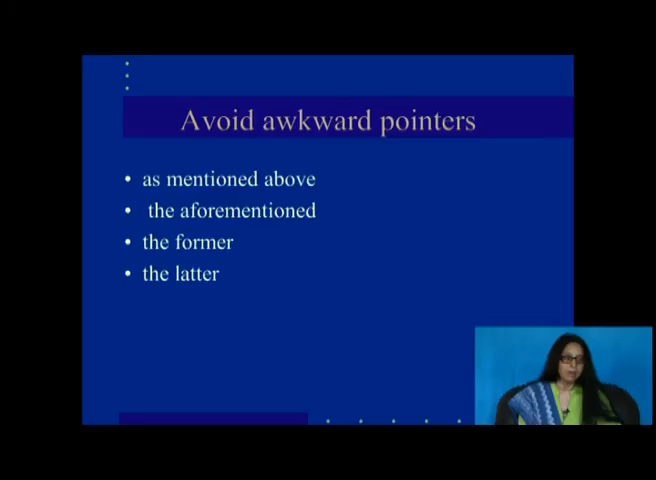 Avoid awkward pointers
• as mentioned above
• the aforementioned
• the former
• the latter